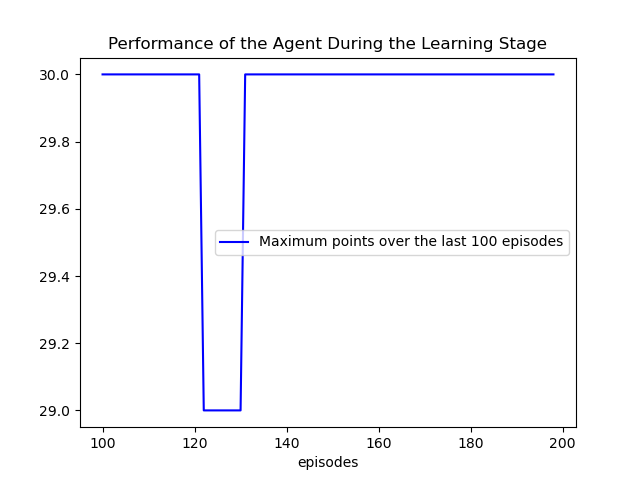 Performance of the Agent During the Learning Stage
30.0
29.8
29.6
Maximum points over the last 100 episodes
29.4
29.2
29.0
100 120 140 160 180 200
episodes